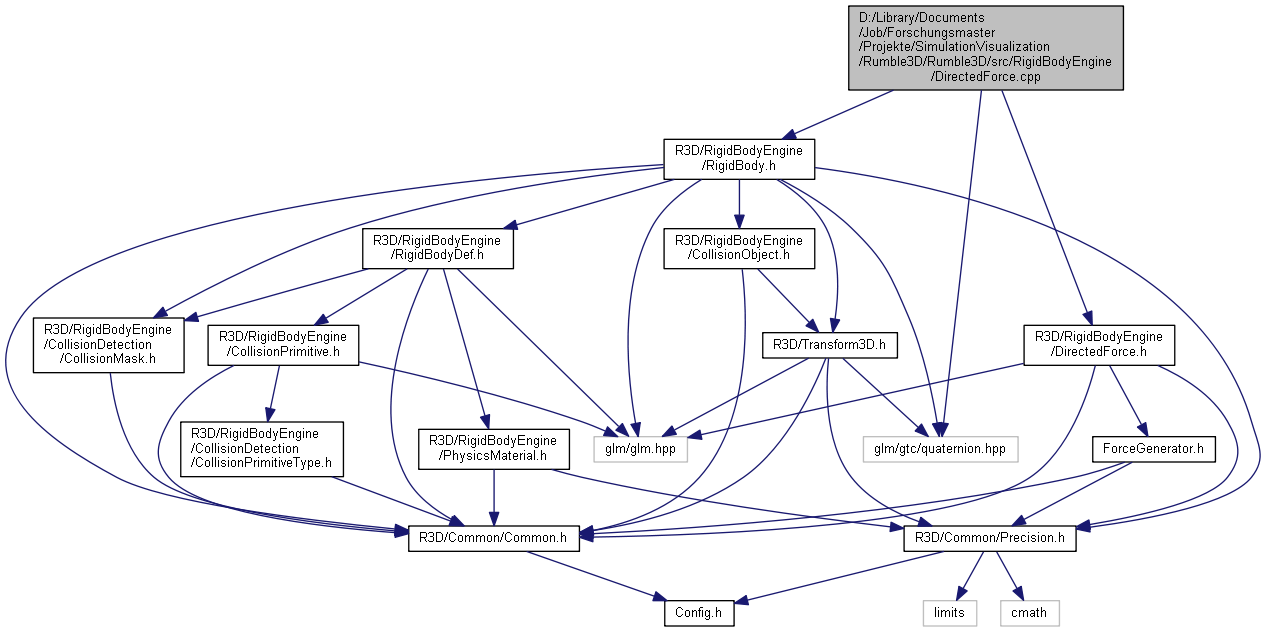 D:/Library/Documents
/Job/Forschungsmaster
/Projekte/SimulationVisualization
/Rumble3D/Rumble3D/src/RigidBodyEngine
/DirectedForce.cpp
R3D/RigidBodyEngine
/RigidBody.h
R3D/RigidBodyEngine
/RigidBodyDef.h
R3D/RigidBodyEngine
/CollisionObject.h
R3D/RigidBodyEngine
/CollisionDetection
/CollisionMask.h
R3D/RigidBodyEngine
/CollisionPrimitive.h
R3D/Transform3D.h
R3D/RigidBodyEngine
/DirectedForce.h
R3D/RigidBodyEngine
/CollisionDetection
/CollisionPrimitiveType.h
R3D/RigidBodyEngine
/PhysicsMaterial.h
glm/glm.hpp
glm/gtc/quaternion.hpp
ForceGenerator.h
R3D/Common/Common.h
R3D/Common/Precision.h
Config.h
limits
cmath